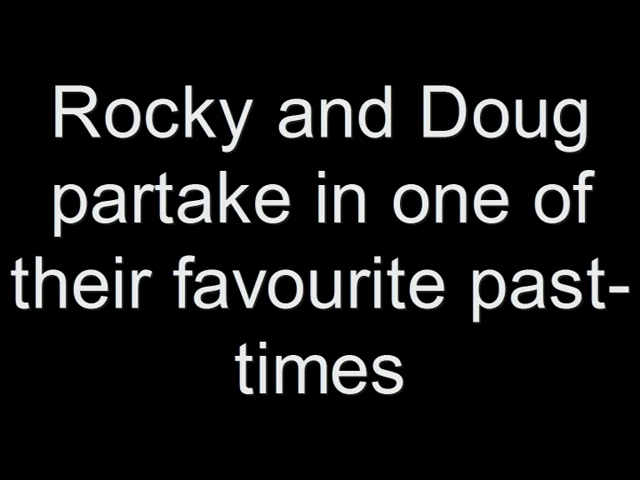 Rocky and Doug
partake in one of
their favourite past-
times